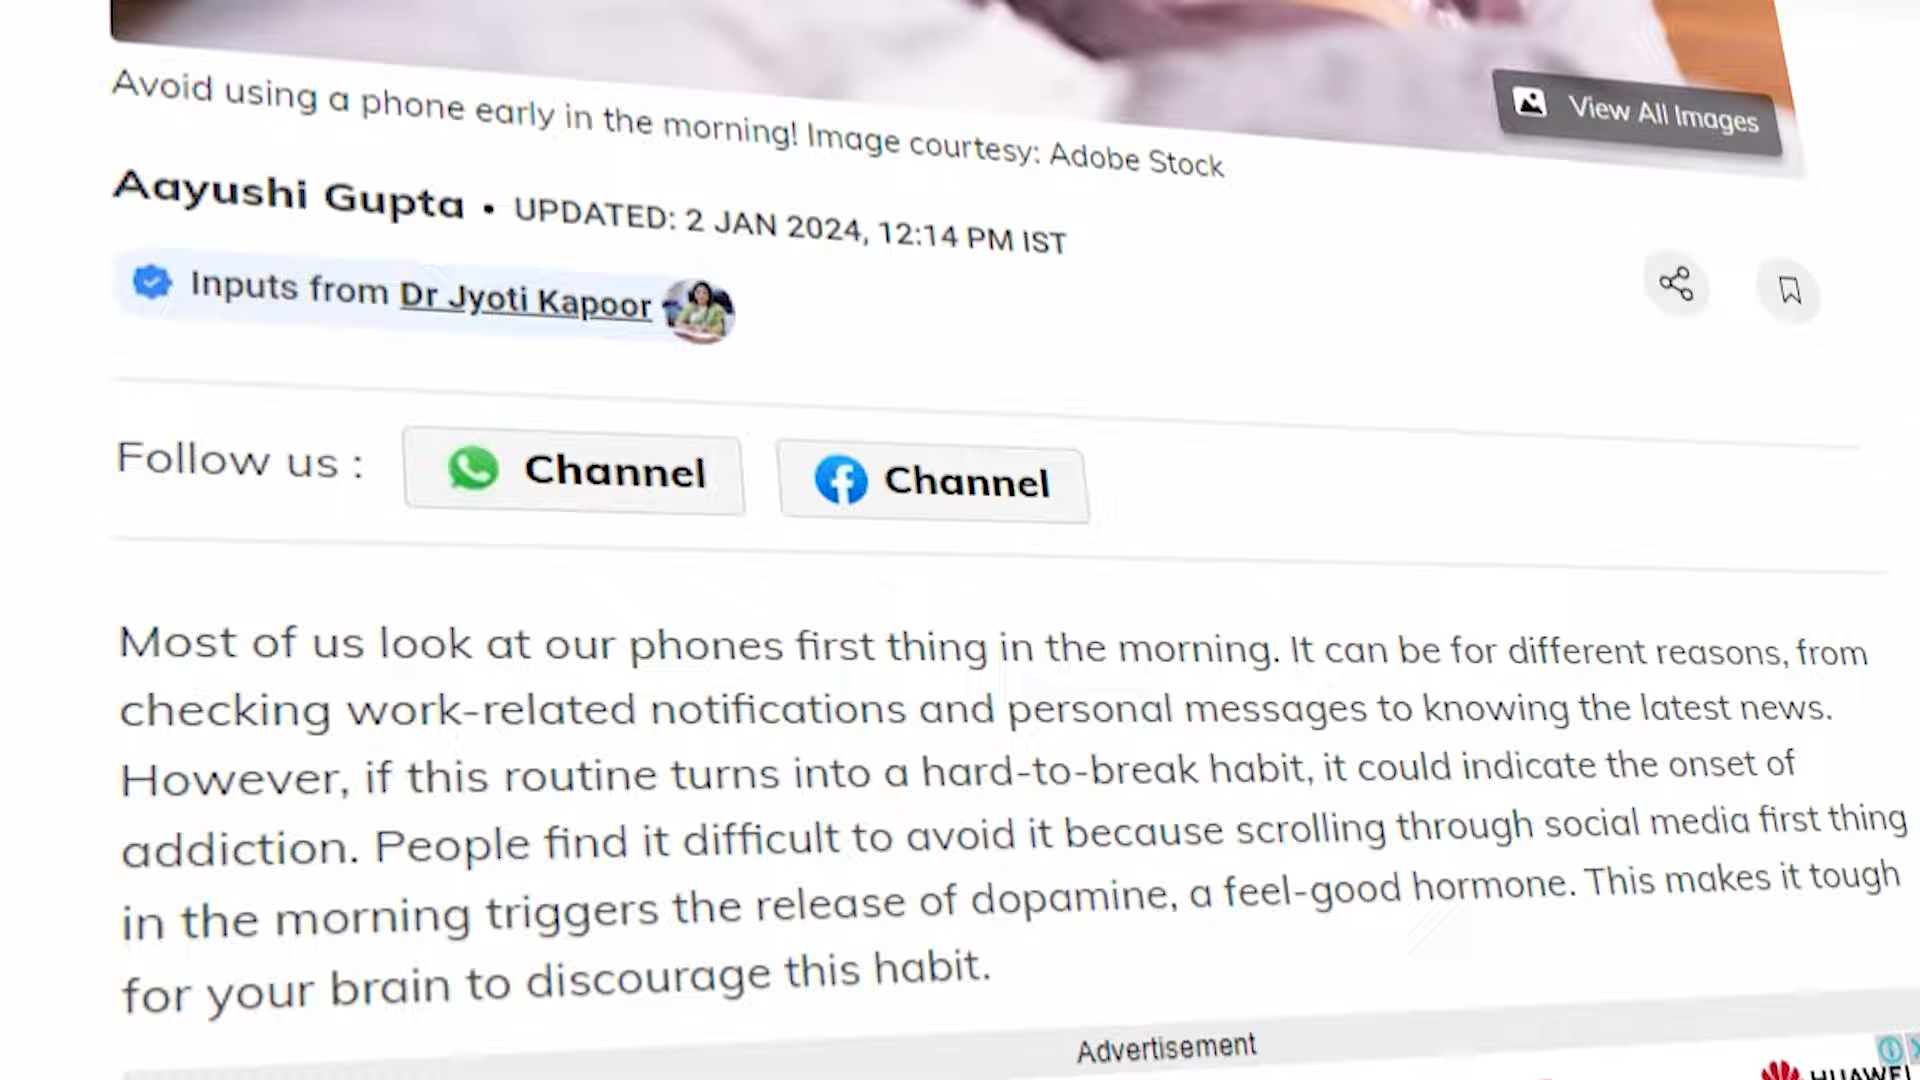 Avoid using a phone early in the morning! Image courtesy: Adobe Stock
View All Images
Aayushi Gupta • UPDATED: 2 JAN 2024, 12:14 PM IST
Inputs from Dr Jyoti Kapoor
Follow us :
Channel
Channel
Most of us look at our phones first thing in the morning. It can be for different reasons, from
checking work-related notifications and personal messages to knowing the latest news.
However, if this routine turns into a hard-to-break habit, it could indicate the onset of
addiction. People find it difficult to avoid it because scrolling through social media first thing
in the morning triggers the release of dopamine, a feel-good hormone. This makes it tough
for your brain to discourage this habit.
Advertisement
HUAWEI